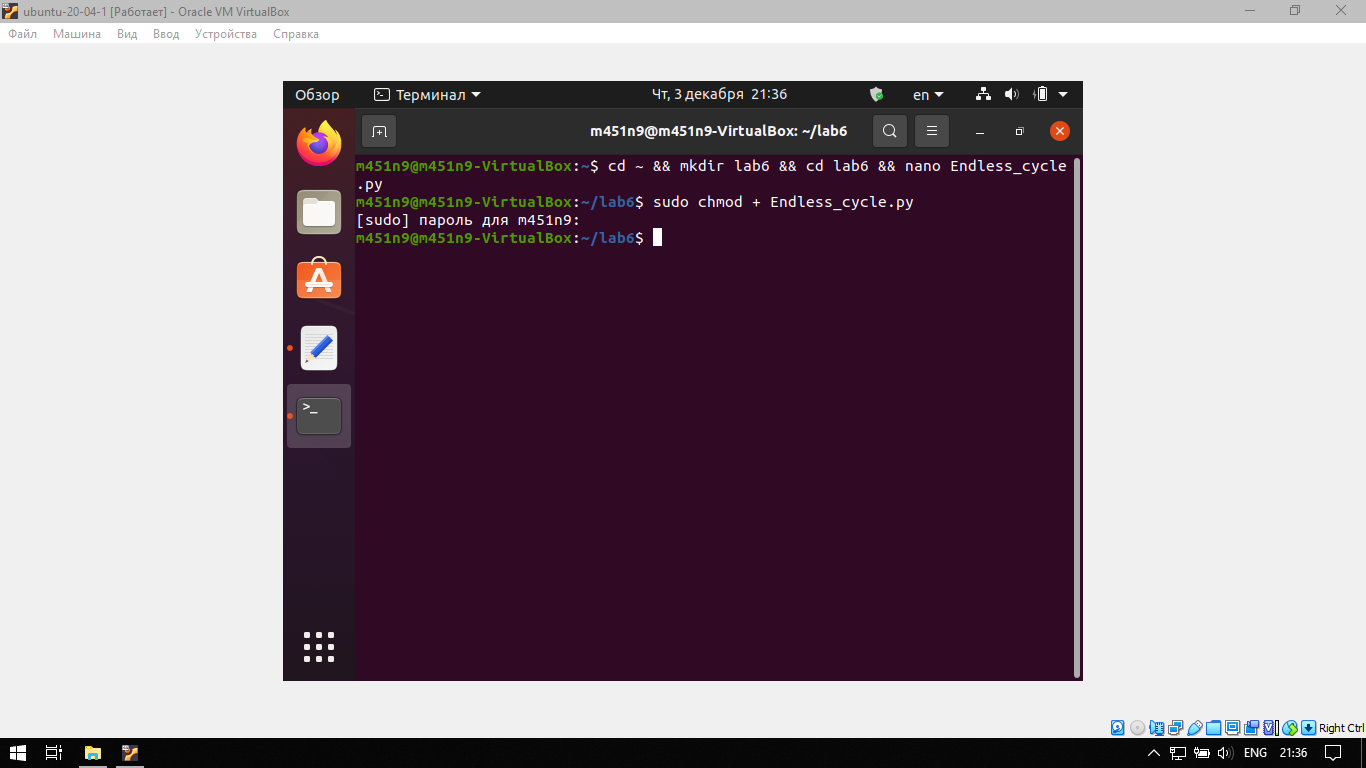 ubuntu-20-04-1 [Работает] - Oracle VM VirtualBox
Файл Машина Вид Ввод Устройства Справка
Обзор Терминал Чт, 3 декабря 21:36 en
m451n9@m451n9-VirtualBox: ~/lab6
m451n9@m451n9-VirtualBox:~$ cd ~ && mkdir lab6 && cd lab6 && nano Endless_cycle
.py
m451n9@m451n9-VirtualBox:~/lab6$ sudo chmod + Endless_cycle.py
[sudo] пароль для m451n9:
m451n9@m451n9-VirtualBox:~/lab6$
Right Ctrl
ENG 21:36